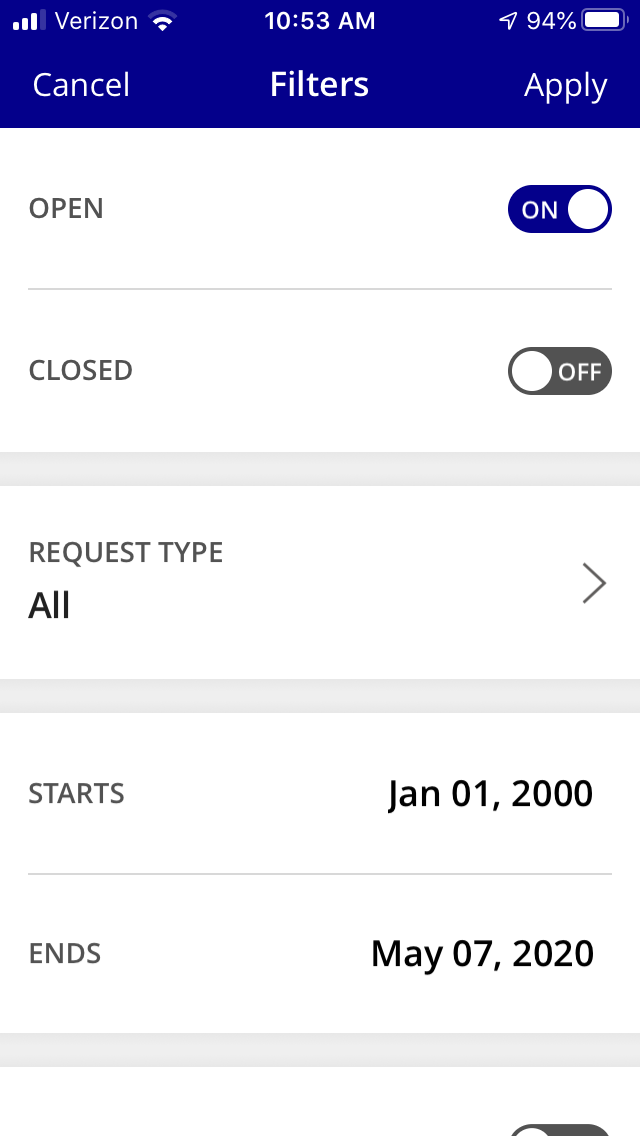 Verizon 10:53 AM 94%
Cancel Filters Apply
OPEN ON
CLOSED OFF
REQUEST TYPE
All
STARTS Jan 01, 2000
ENDS May 07, 2020